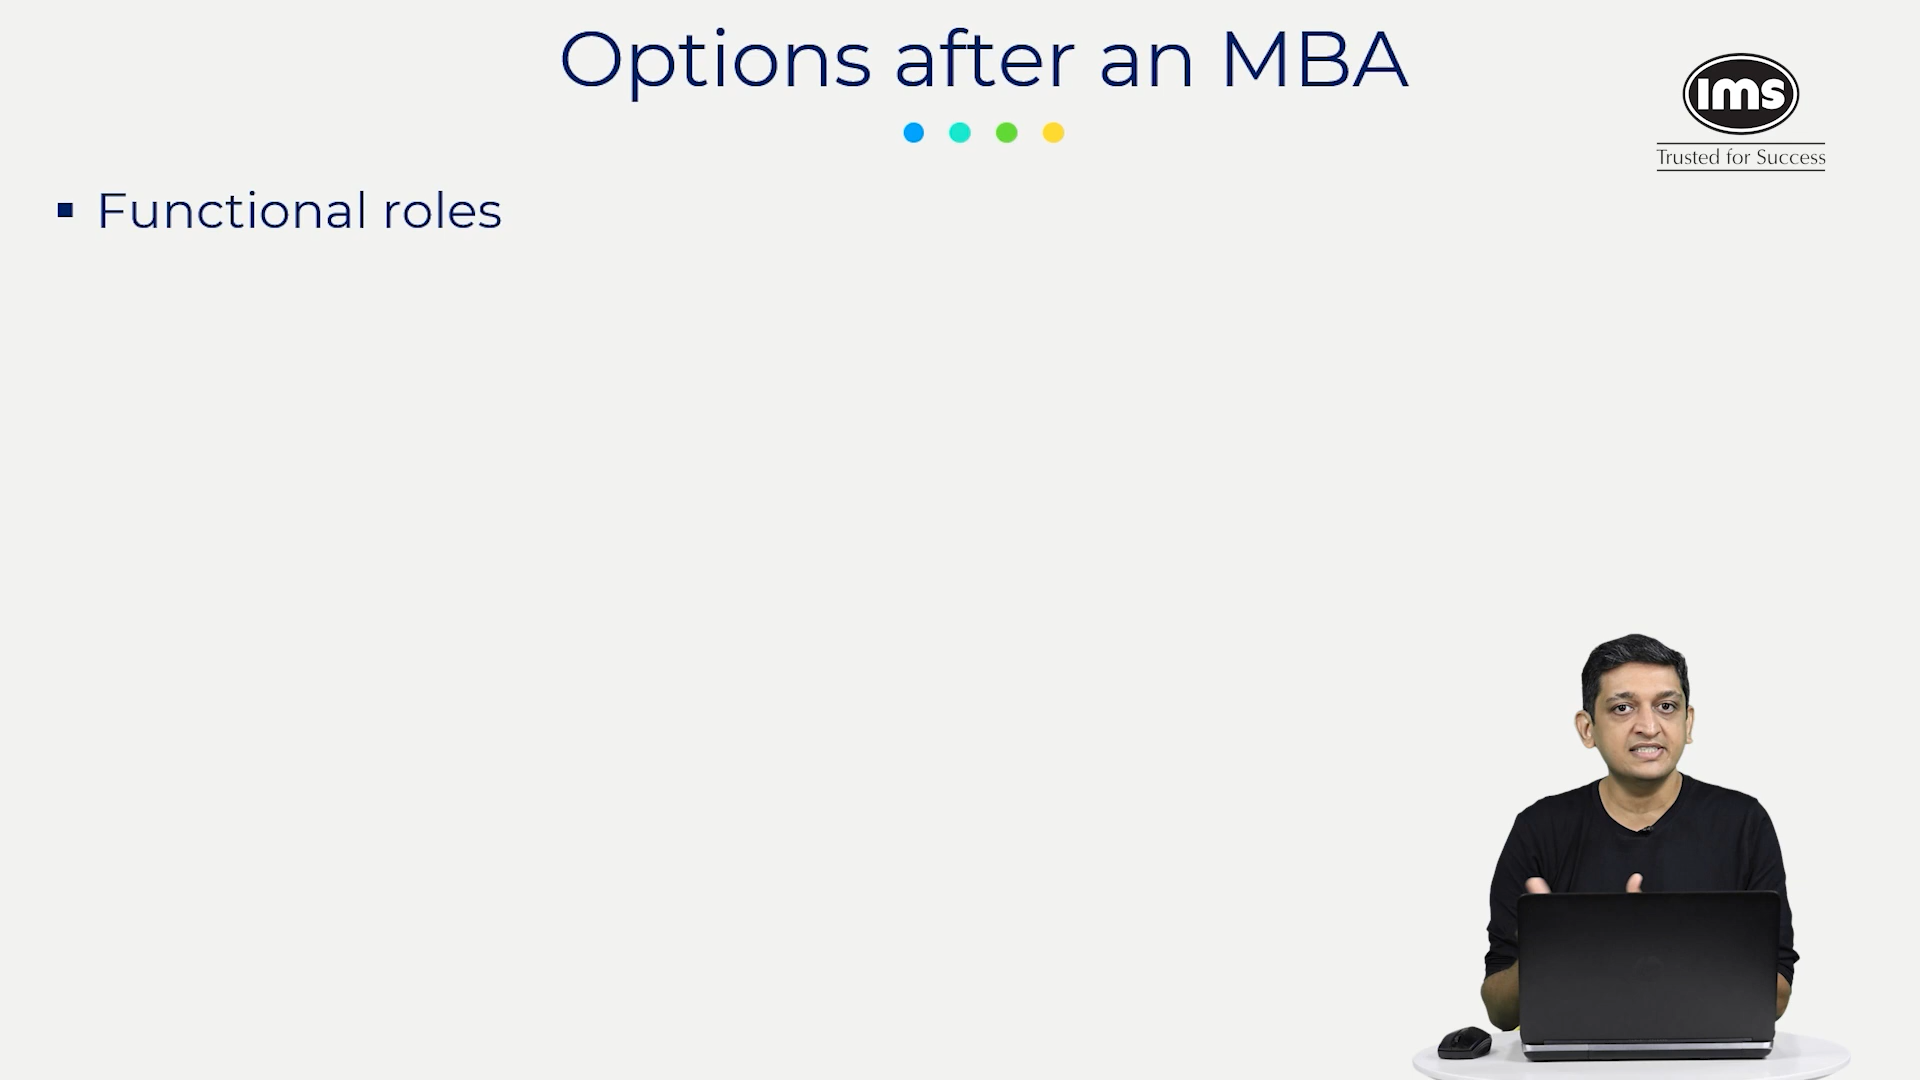 Options after an MBA
ims
Trusted for Success
Functional roles